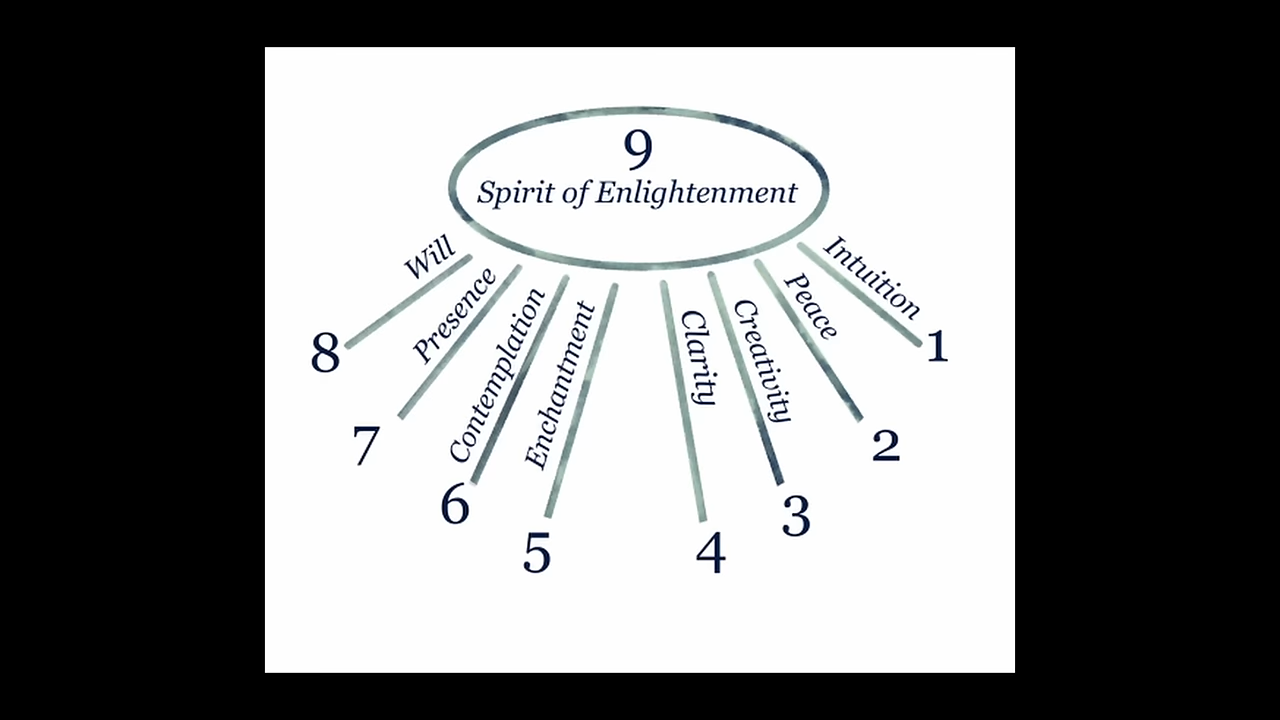 9
Spirit of Enlightenment
Will
8
Presence
7
Contemplation
6
Enchantment
5
Clarity
4
Creativity
3
Peace
2
Intuition
1